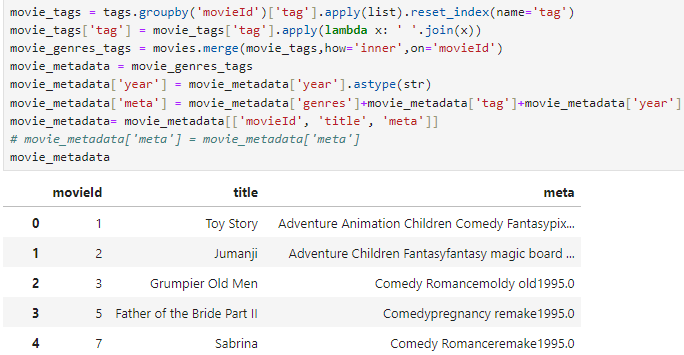 movie_tags = tags.groupby('movieId')['tag'].apply(list).reset_index(name='tag')
movie_tags['tag'] = movie_tags['tag'].apply(lambda x: ' '.join(x))
movie_genres_tags = movies.merge(movie_tags,how='inner',on='movieId')
movie_metadata = movie_genres_tags
movie_metadata['year'] = movie_metadata['year'].astype(str)
movie_metadata['meta'] = movie_metadata['genres']+movie_metadata['tag']+movie_metadata['year']
movie_metadata= movie_metadata[['movieId', 'title', 'meta']]
# movie_metadata['meta'] = movie_metadata['meta']
movie_metadata
movieId title meta
0 1 Toy Story Adventure Animation Children Comedy Fantasypix...
1 2 Jumanji Adventure Children Fantasyfantasy magic board ...
2 3 Grumpier Old Men Comedy Romancemoldy old1995.0
3 5 Father of the Bride Part II Comedypregnancy remake1995.0
4 7 Sabrina Comedy Romanceremake1995.0